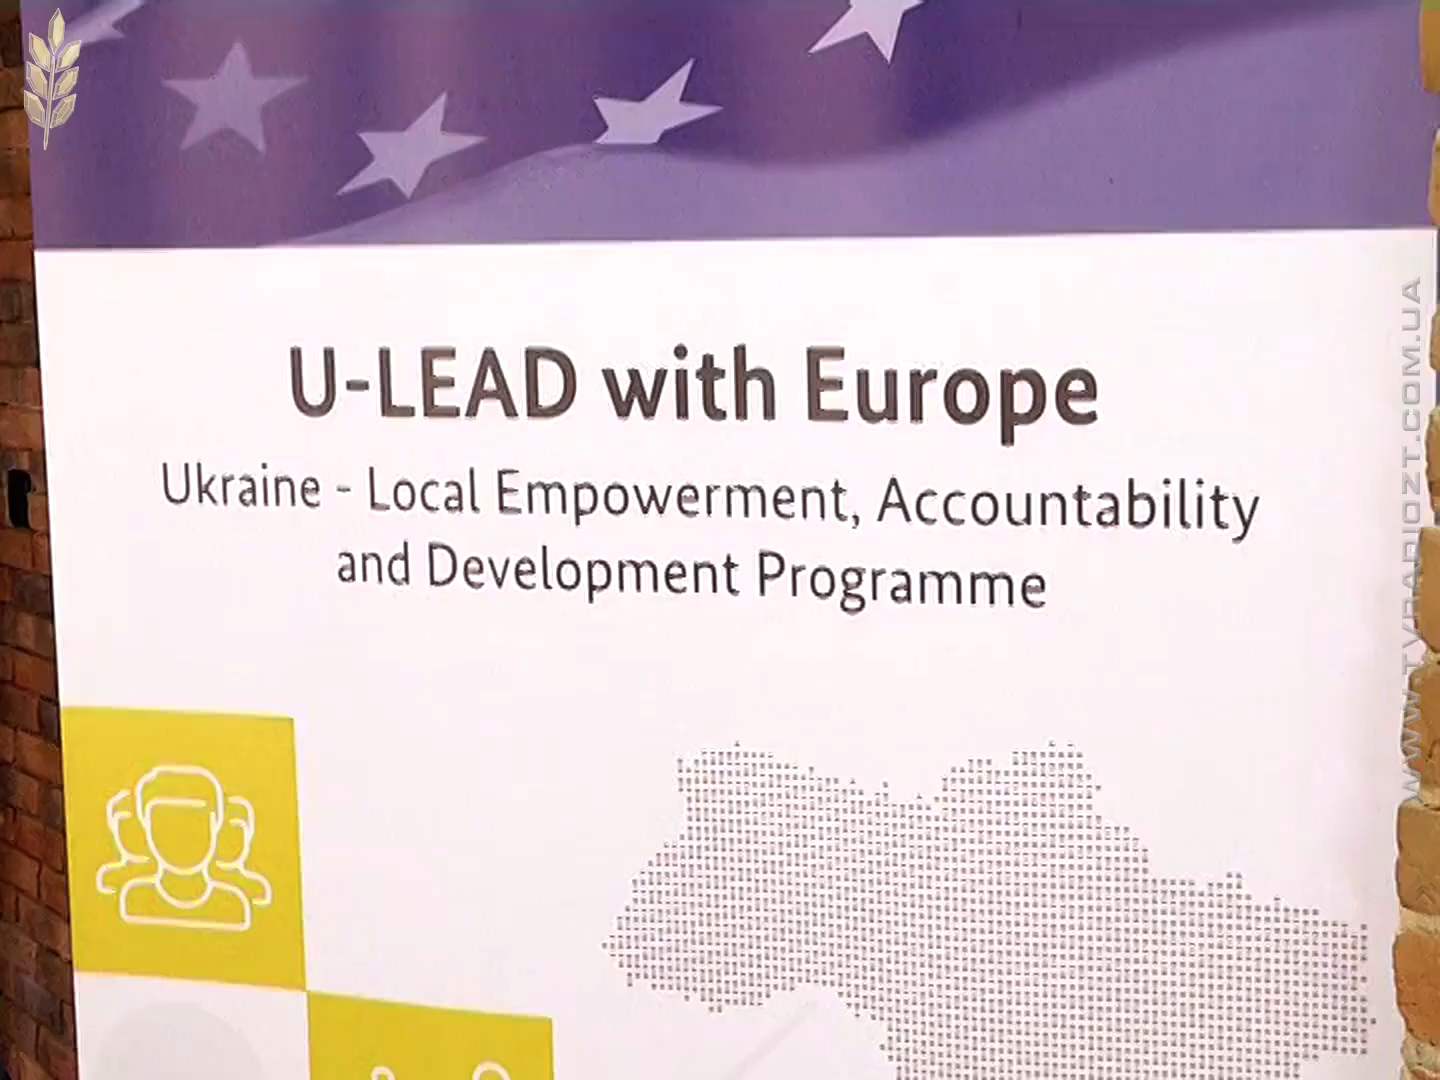 U-LEAD with Europe
Ukraine - Local Empowerment, Accountability
and Development Programme
WWW.TVRADIOZT.COM.UA